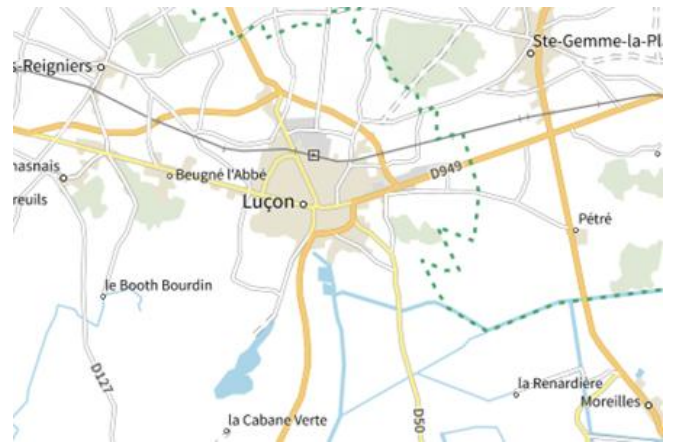 Ste-Gemme-la-Pl
s-Reigniers
D949
nasnais
Beugné l'Abbé
reuils
Luçon
Pétré
le Booth Bourdin
D127
la Renardière
Moreilles
D50
la Cabane Verte